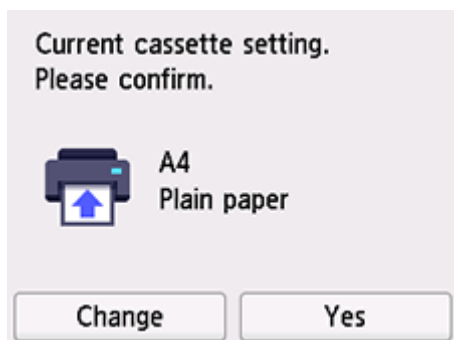 Current cassette setting.
Please confirm.
A4
Plain paper
Change
Yes